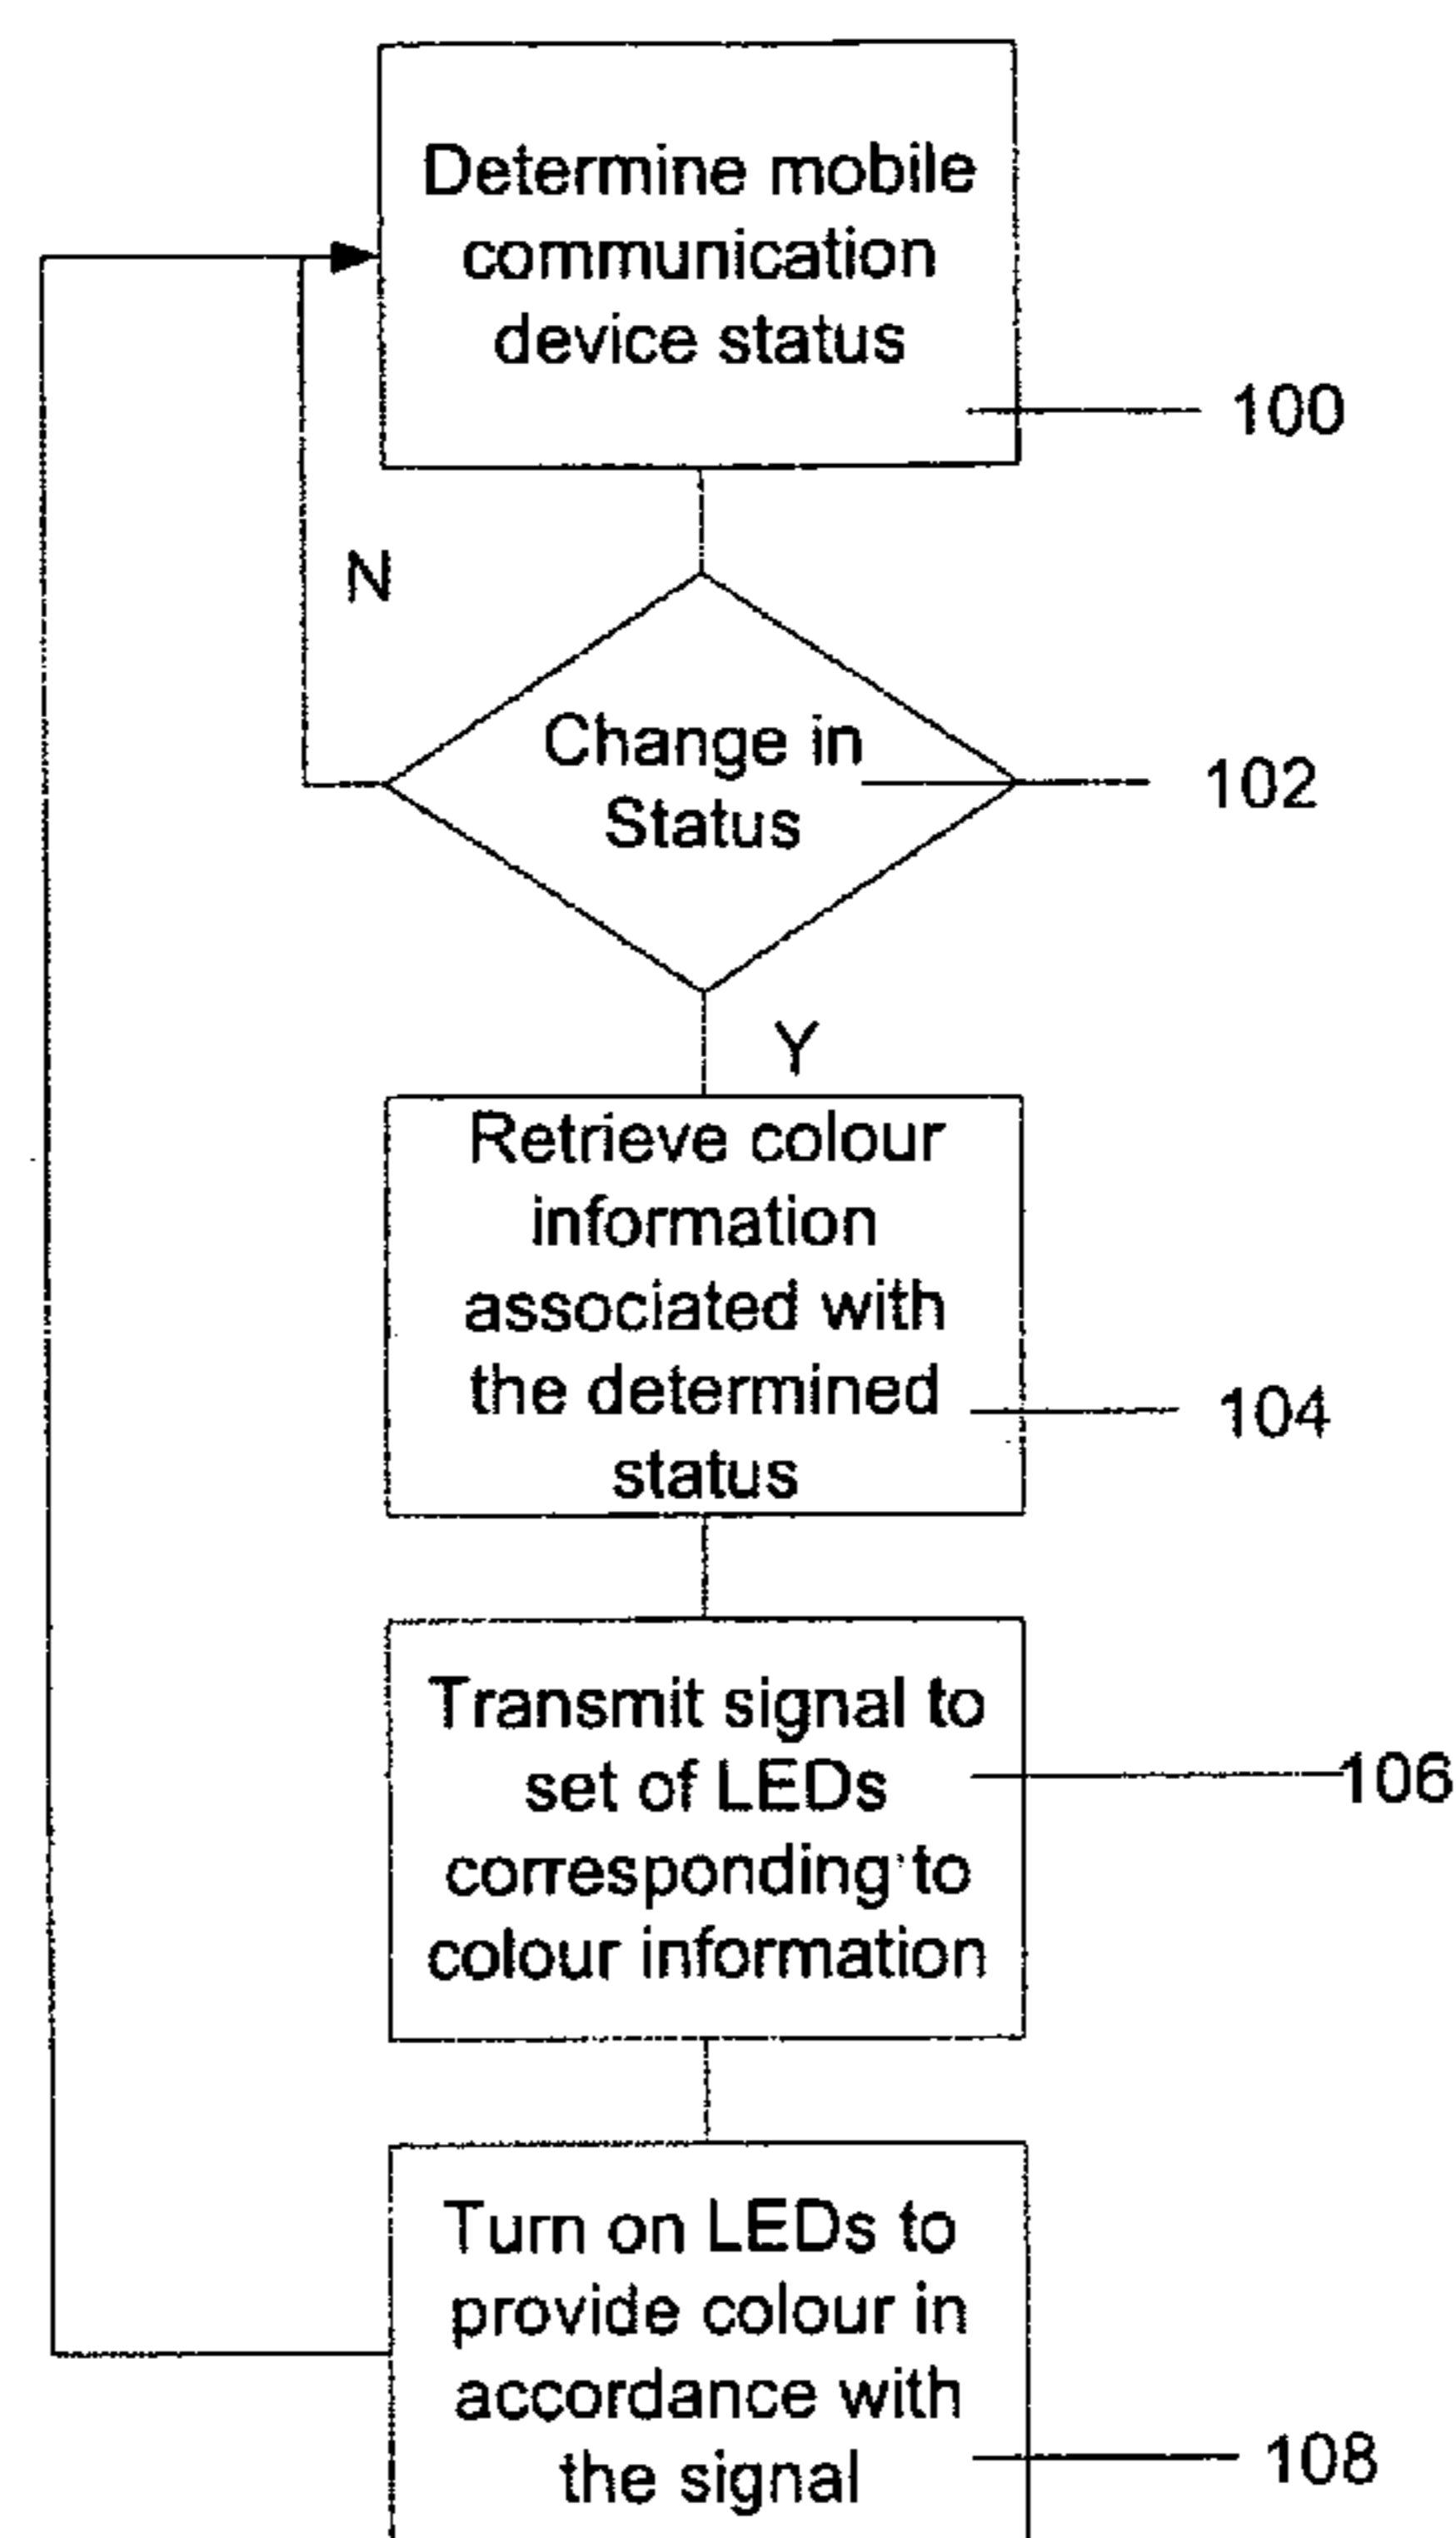 Determine mobile
communication
device status
100
N
Change in
Status
102
Y
Retrieve colour
information
associated with
the determined
status
104
Transmit signal to
set of LEDs
corresponding to
colour information
106
Turn on LEDs to
provide colour in
accordance with
the signal
108